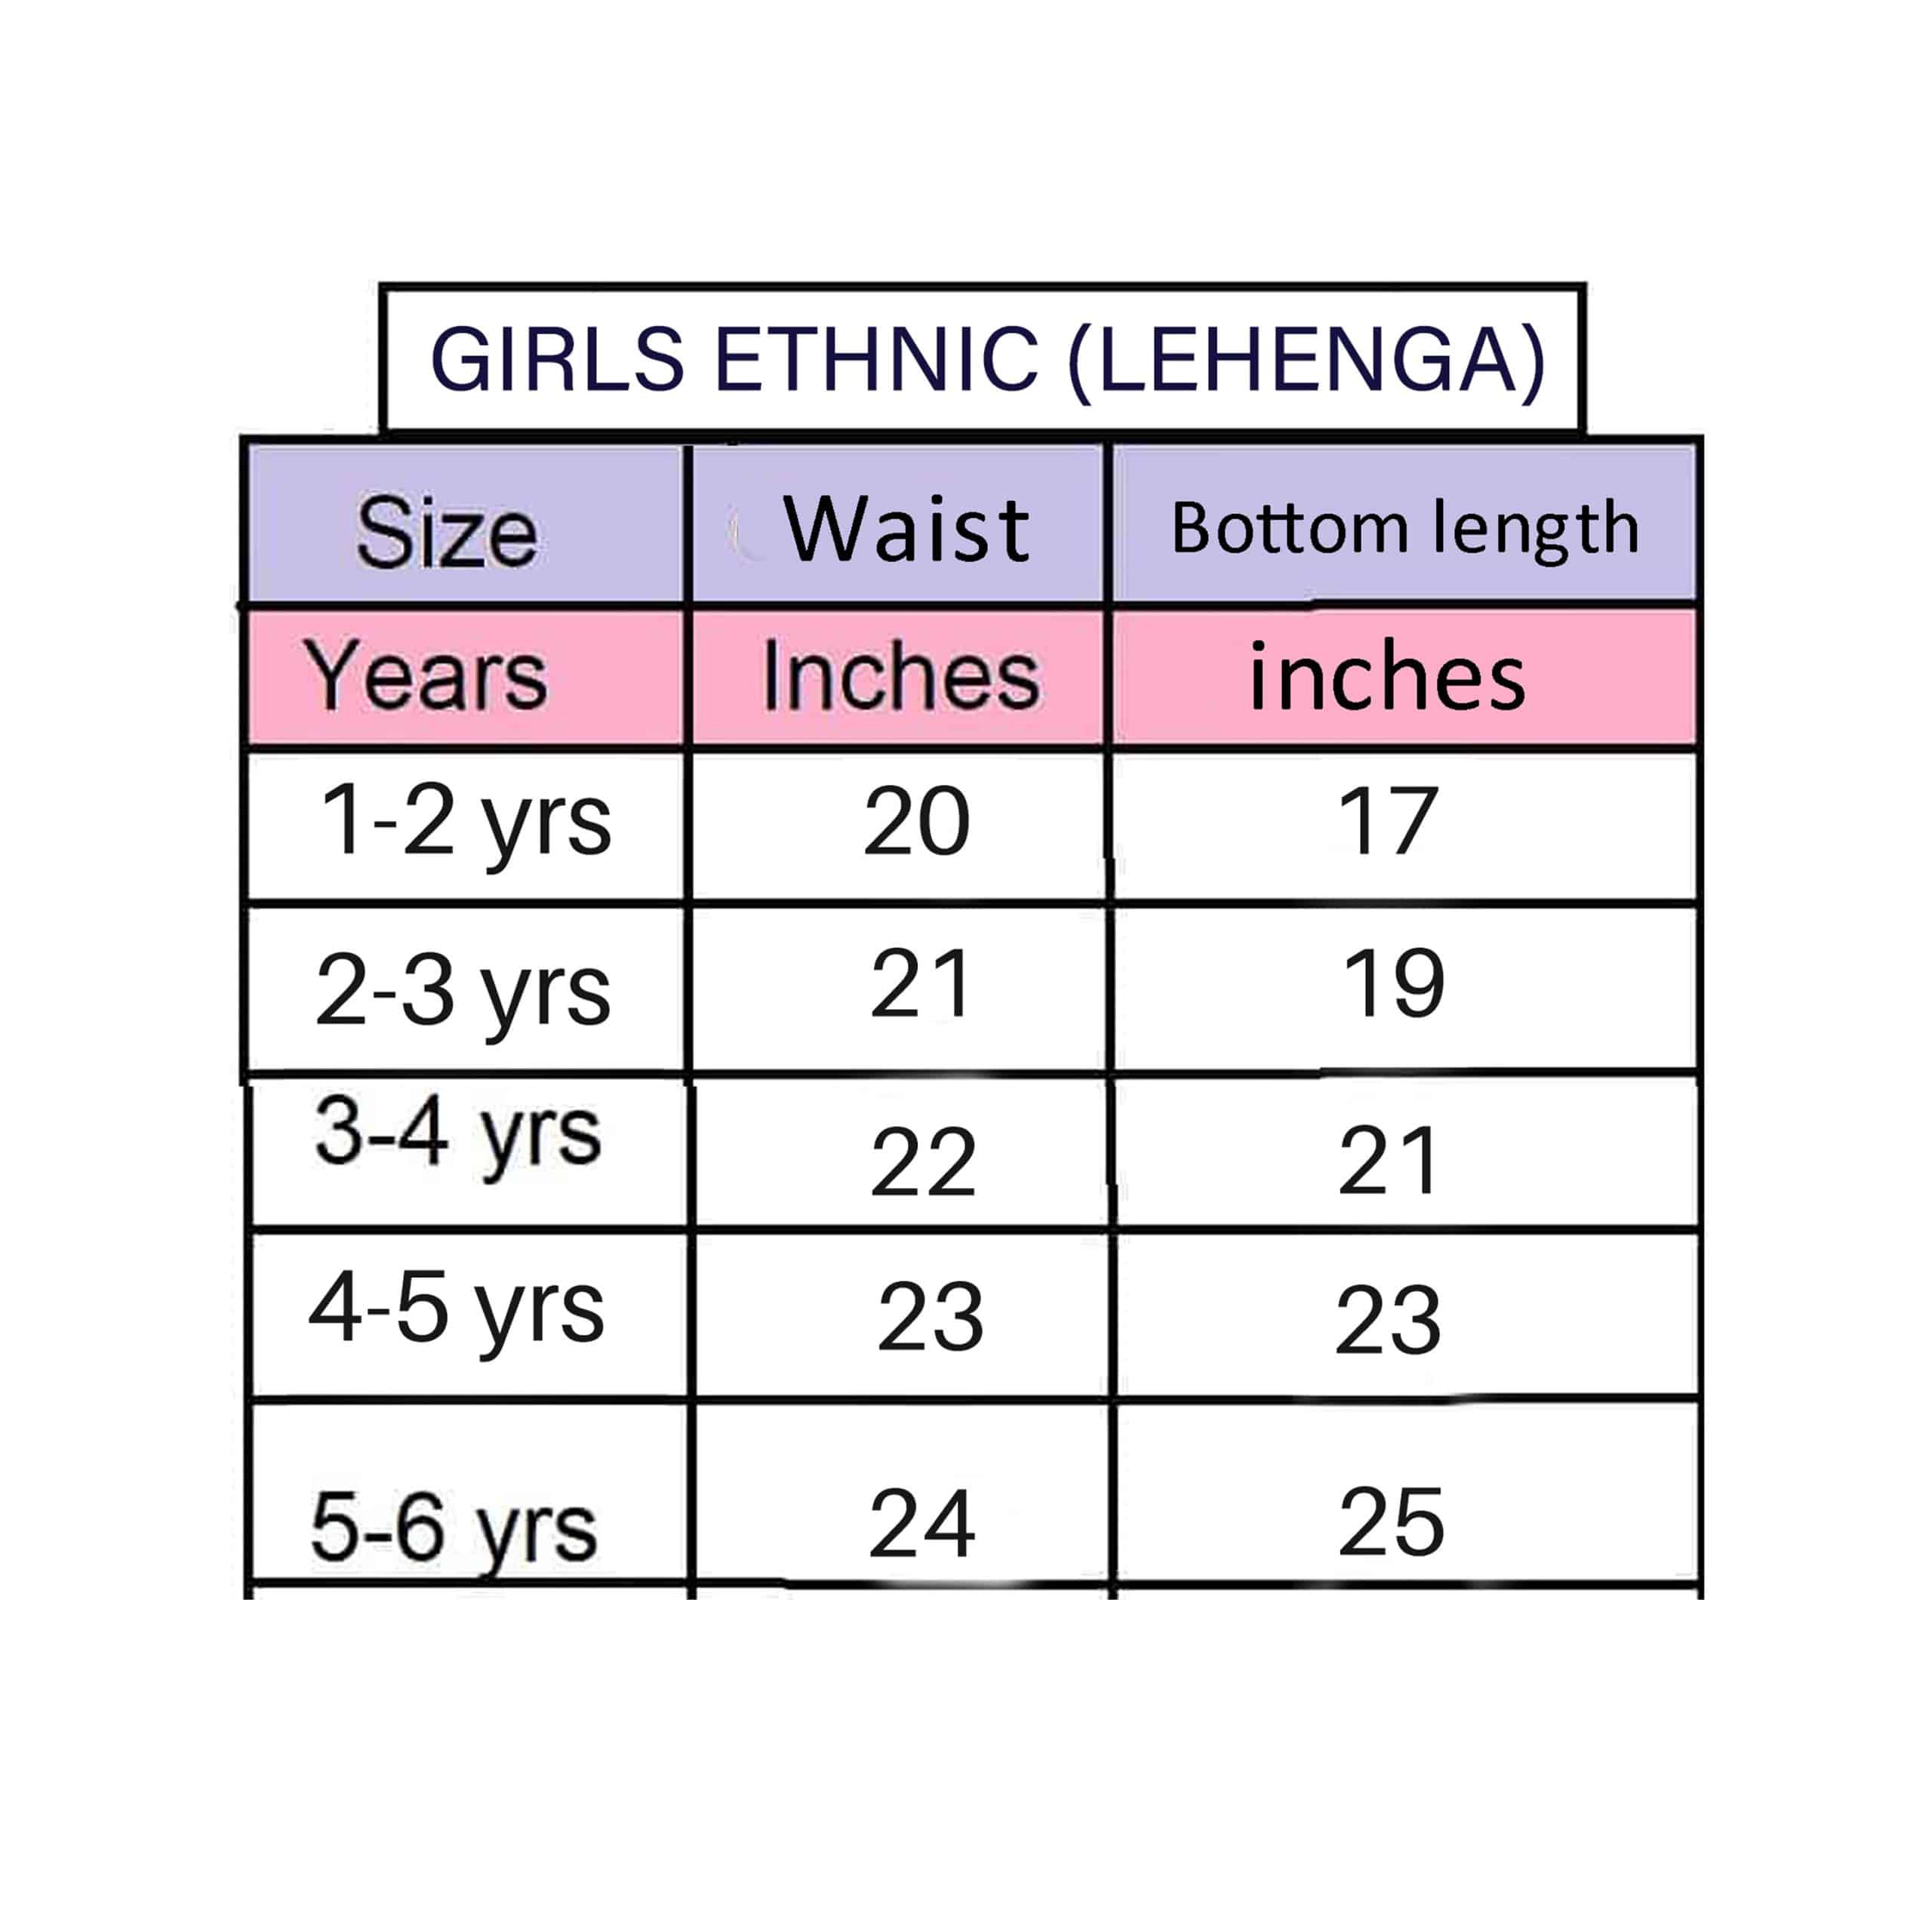 GIRLS ETHNIC (LEHENGA)
Size Waist Bottom length
Years Inches inches
1-2 yrs 20 17
2-3 yrs 21 19
3-4 yrs 22 21
4-5 yrs 23 23
5-6 yrs 24 25